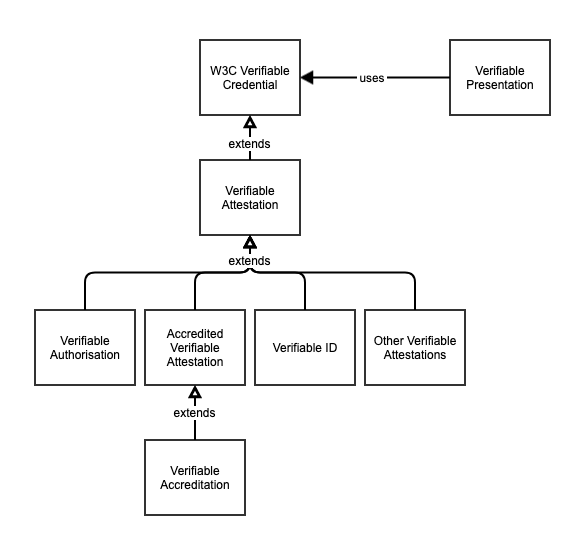 W3C Verifiable
Credential
uses
Verifiable
Presentation
extends
Verifiable
Attestation
extends
Verifiable
Authorisation
Accredited
Verifiable
Attestation
Verifiable ID
Other Verifiable
Attestations
extends
Verifiable
Accreditation